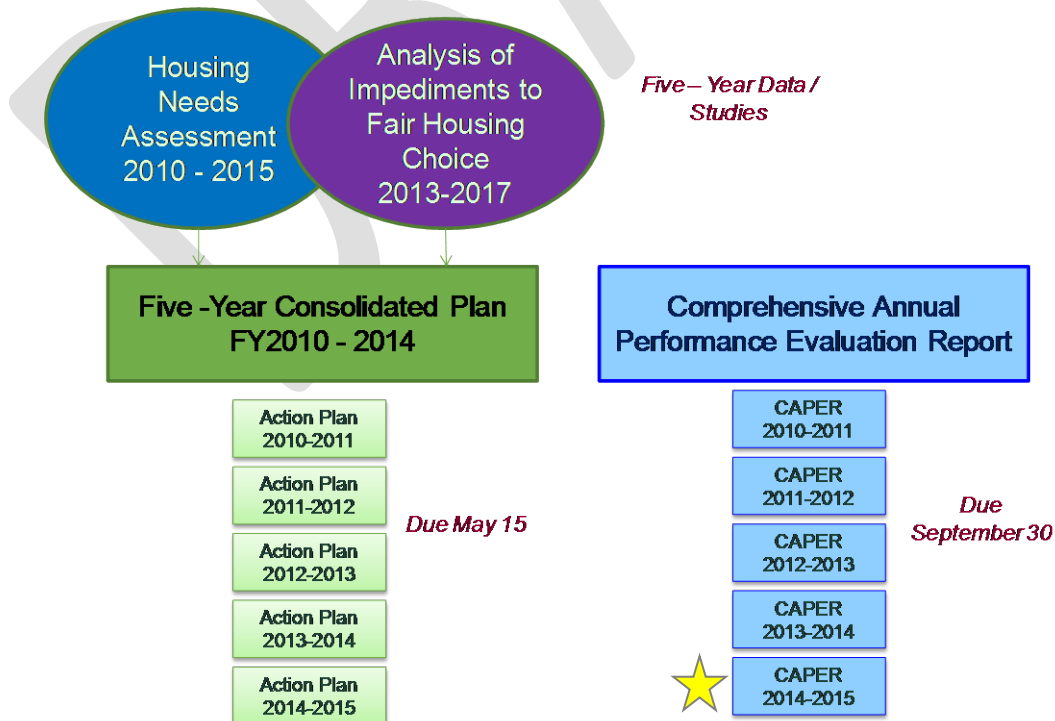 Housing
Needs
Assessment
2010 - 2015
Analysis of
Impediments to
Fair Housing
Choice
2013-2017
Five – Year Data /
Studies
Five -Year Consolidated Plan
FY2010 - 2014
Comprehensive Annual
Performance Evaluation Report
Action Plan
2010-2011
Action Plan
2011-2012
Action Plan
2012-2013
Action Plan
2013-2014
Action Plan
2014-2015
Due May 15
CAPER
2010-2011
CAPER
2011-2012
CAPER
2012-2013
CAPER
2013-2014
CAPER
2014-2015
Due
September 30